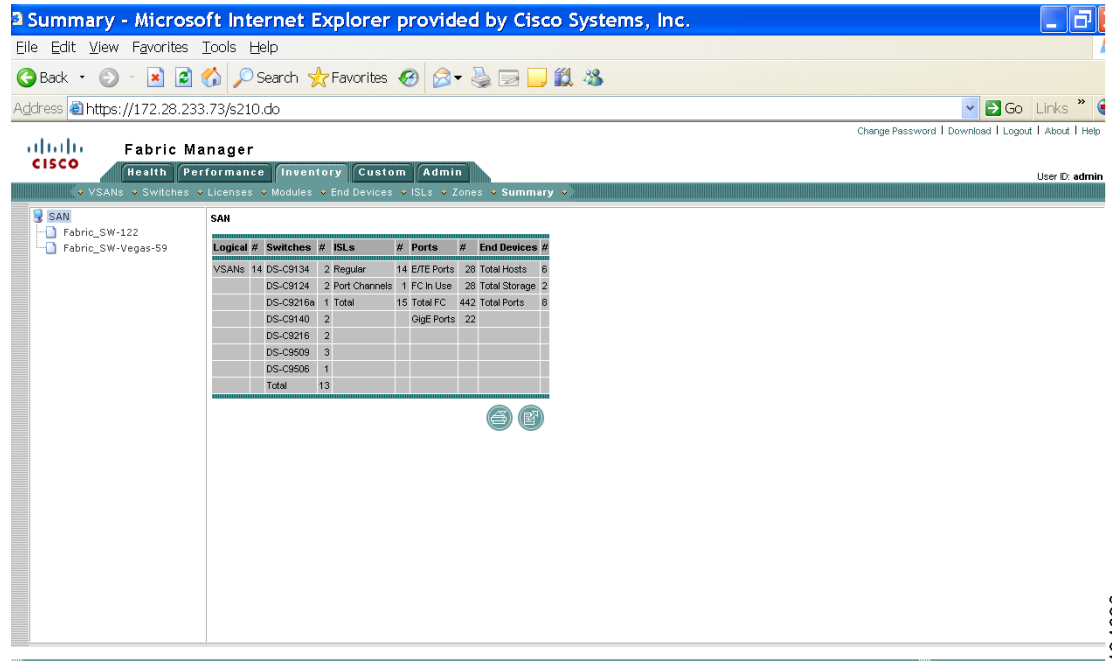 Summary - Microsoft Internet Explorer provided by Cisco Systems, Inc.
File Edit View Favorites Tools Help
Back Search Favorites
Address https://172.28.233.73/s210.do Go Links »
Change Password | Download | Logout | About | Help
CISCO Fabric Manager
Health Performance Inventory Custom Admin
User ID: admin
VSANs Switches Licenses Modules End Devices ISLs Zones Summary
SAN
Fabric_SW-122
Fabric_SW-Vegas-59
SAN
Logical # Switches # ISLs # Ports # End Devices #
VSANs 14 DS-C9134 2 Regular 14 E/TE Ports 28 Total Hosts 6
DS-C9124 2 Port Channels 1 FC In Use 28 Total Storage 2
DS-C9216a 1 Total 15 Total FC 442 Total Ports 8
DS-C9140 2 GigE Ports 22
DS-C9216 2
DS-C9509 3
DS-C9506 1
Total 13